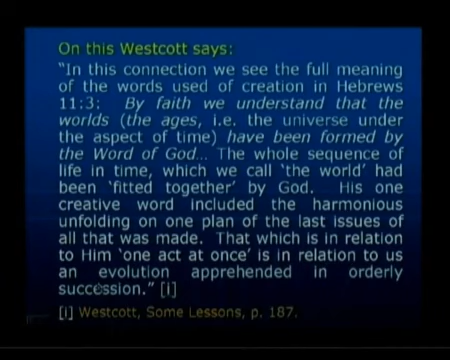 On this Westcott says:
“In this connection we see the full meaning
of the words used of creation in Hebrews
11:3: By faith we understand that the
worlds (the ages, i.e. the universe under
the aspect of time) have been formed by
the Word of God... The whole sequence of
life in time, which we call ‘the world’ had
been ‘fitted together’ by God. His one
creative word included the harmonious
unfolding on one plan of the last issues of
all that was made. That which is in relation
to Him ‘one act at once’ is in relation to us
an evolution apprehended in orderly
succession.” [i]
[i] Westcott, Some Lessons, p. 187.